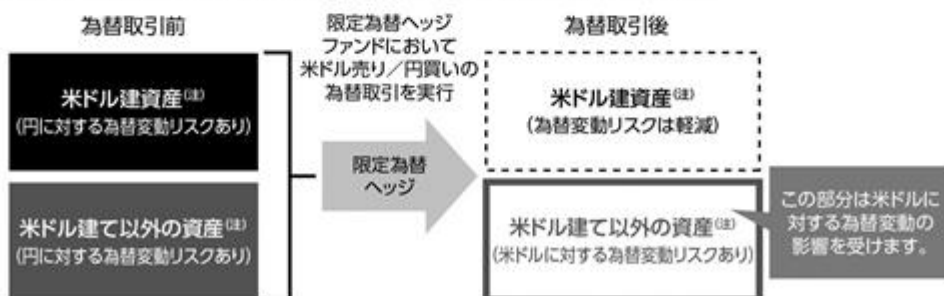 為替取引前
米ドル建資産(注)
(円に対する為替変動リスクあり)
米ドル建て以外の資産(注)
(円に対する為替変動リスクあり)
限定為替ヘッジ
ファンドにおいて
米ドル売り/円買いの
為替取引を実行
限定為替
ヘッジ
為替取引後
米ドル建資産(注)
(為替変動リスクは軽減)
米ドル建て以外の資産(注)
(米ドルに対する為替変動リスクあり)
この部分は米ドルに
対する為替変動の
影響を受けます。